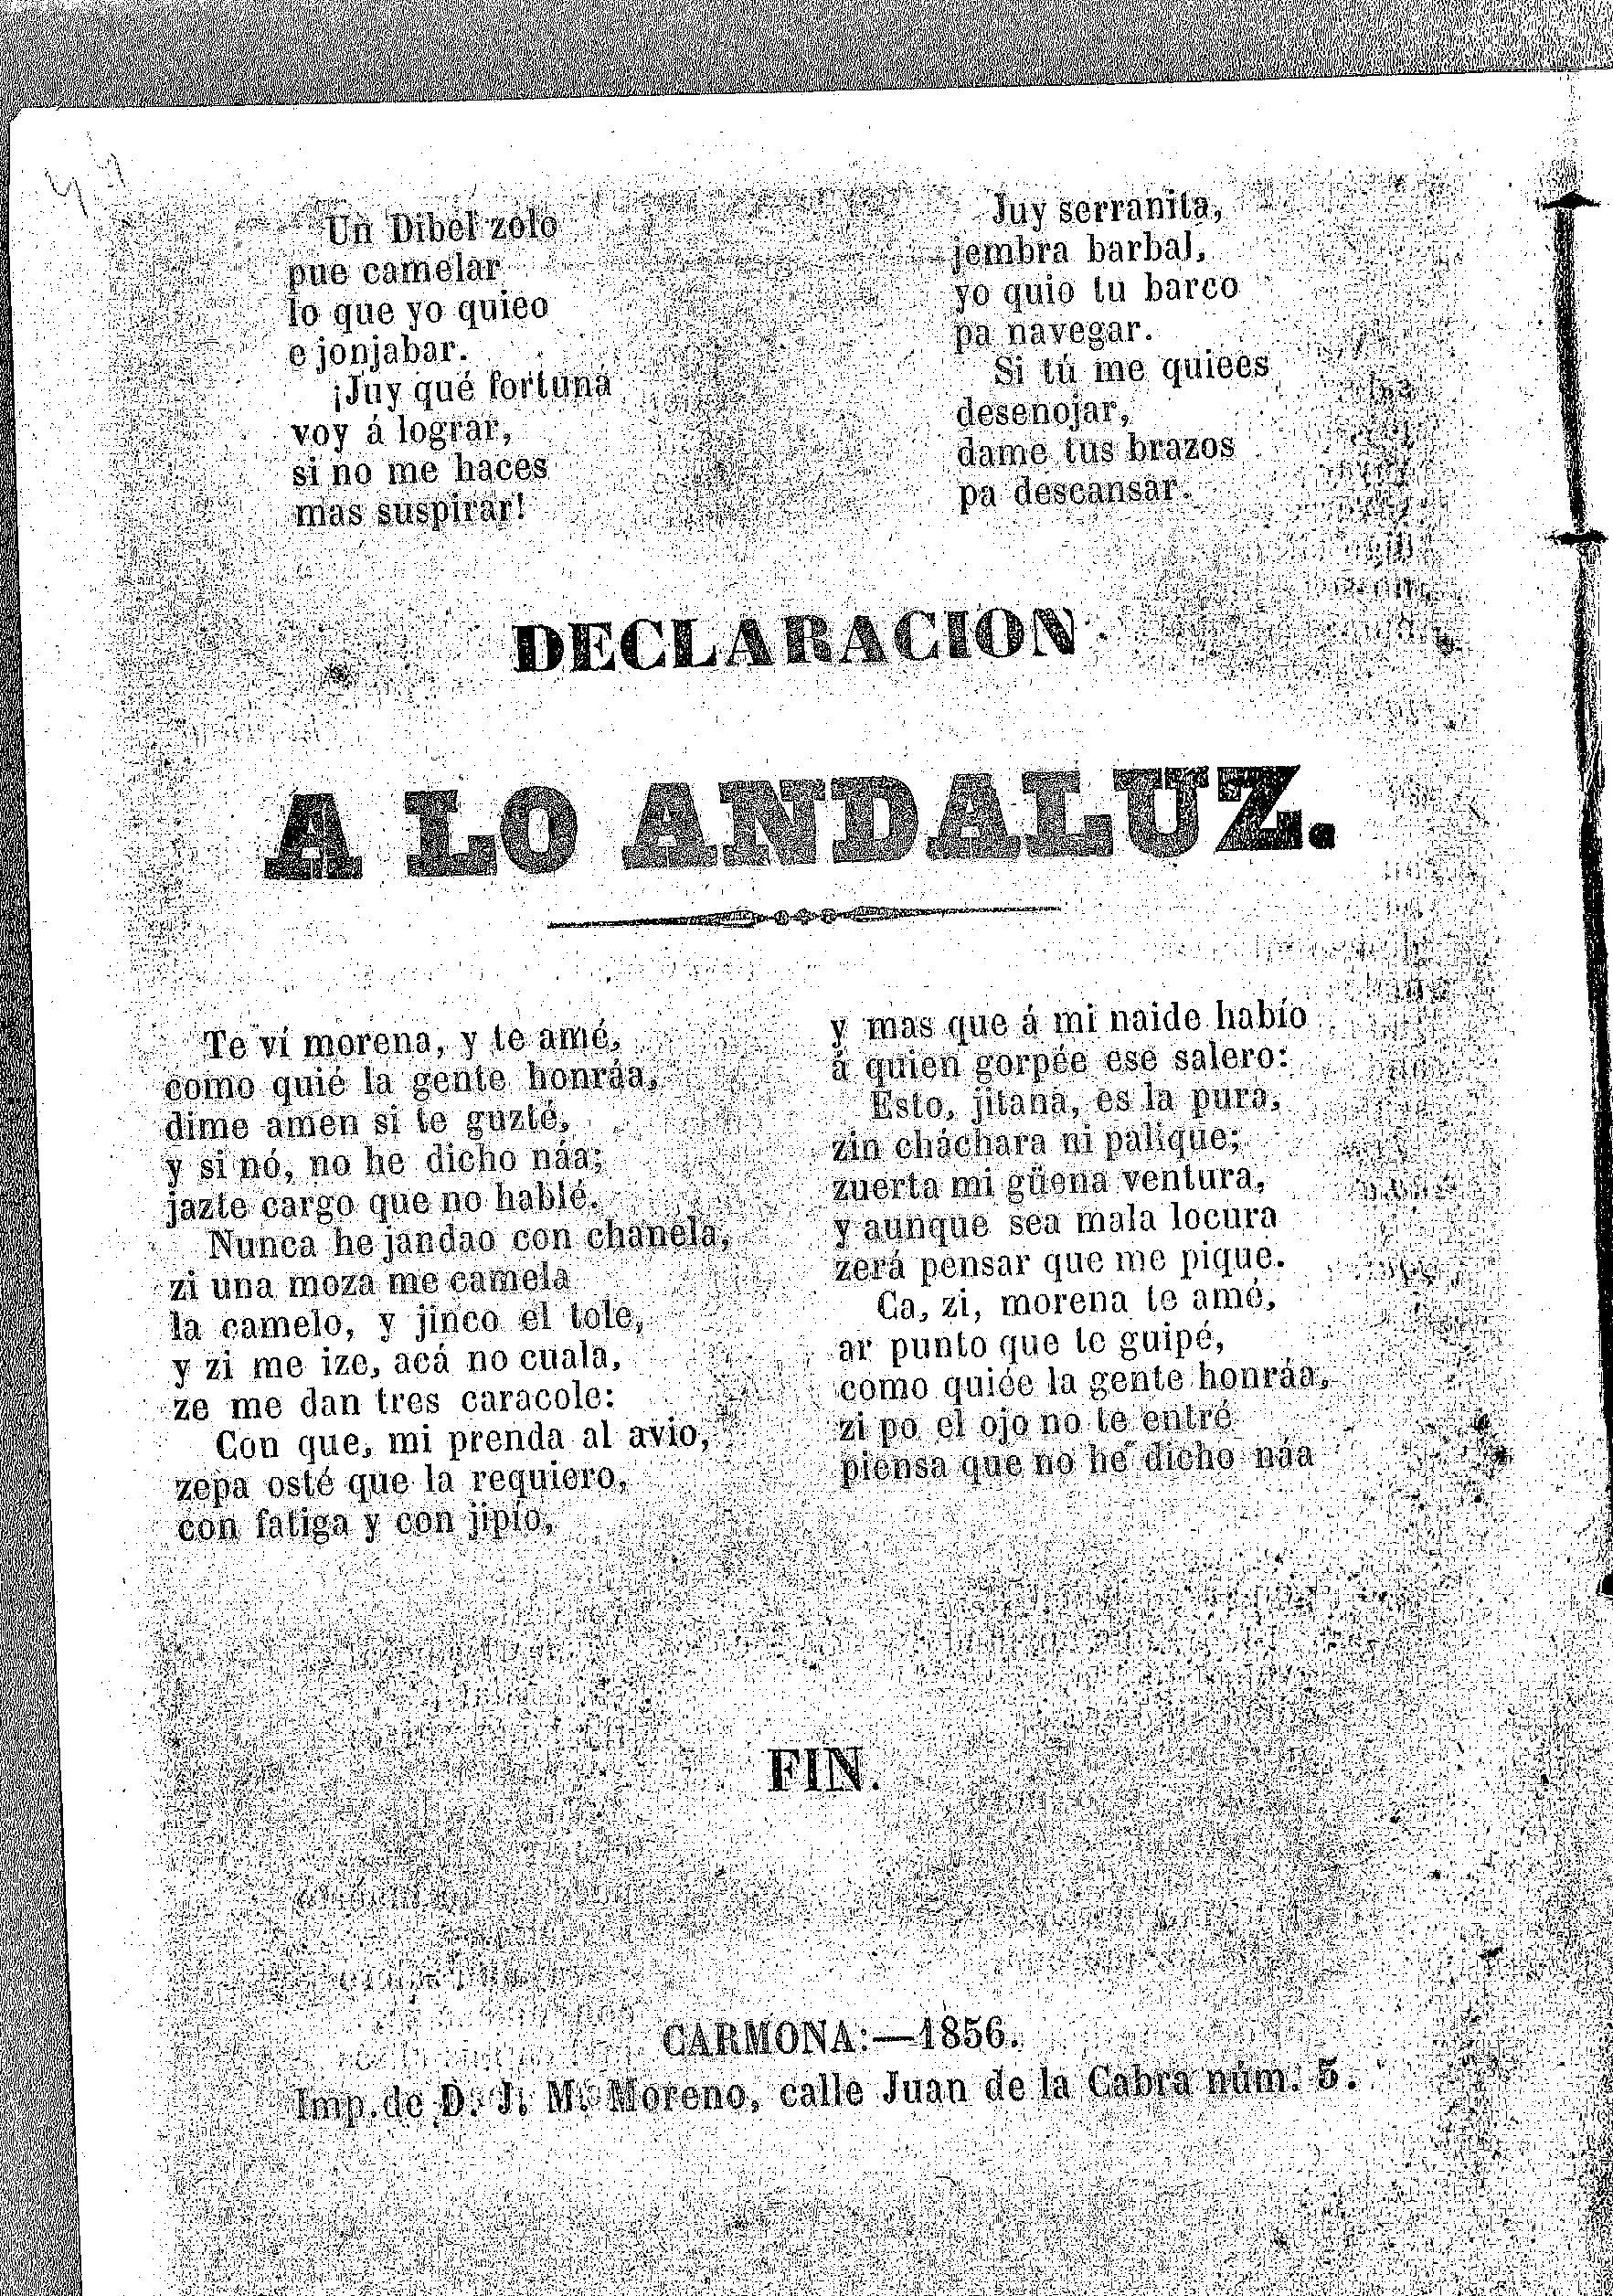 Un Dibel zolo
pue camelar
lo que yo quieo
e jonjabar.
¡Juy qué fortuna
voy á lograr,
si no me haces
mas suspirar!
Juy serranita,
jembra barbal,
yo quio tu barco
pa navegar.
Si tú me quiees
desenojar,
dame tus brazos
pa descansar.
DECLARACION
A LO ANDALUZ.
Te ví morena, y te amé,
como quié la gente honráa,
dime amen si te guzté,
y si nó, no he dicho náa;
jazte cargo que no hablé.
Nunca he jandao con chanela,
zi una moza me camela
la camelo, y jinco el tole,
y zi me ize, acá no cuala,
ze me dan tres caracole:
Con que, mi prenda al avio,
zepa osté que la requiero,
con fatiga y con jipío,
y mas que á mi naide habío
á quien gorpée ese salero:
Esto, jitana, es la pura,
zin cháchara ni palique;
zuerta mi güena ventura,
y aunque sea mala locura
zerá pensar que me pique.
Ca, zi, morena te amé,
ar punto que te guipé,
como quiée la gente honráa,
zi po el ojo no te entré
piensa que no he dicho náa
FIN.
CARMONA:—1856.
Imp. de D. J. M. Moreno, calle Juan de la Cabra núm. 5.